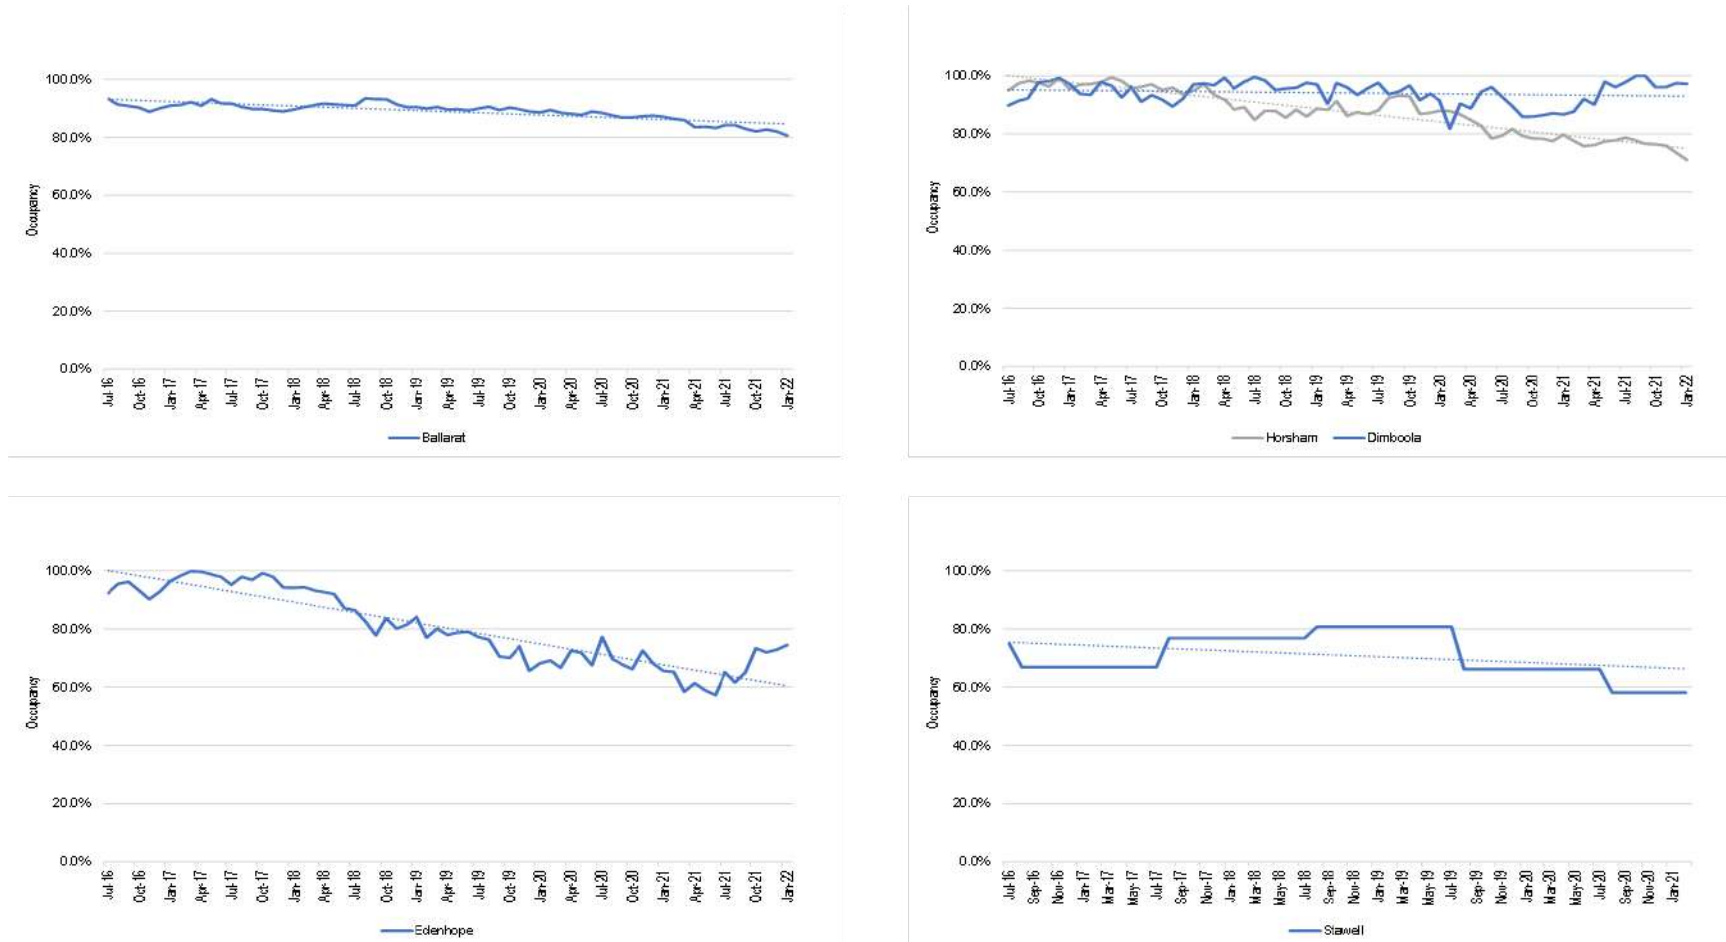 100.0%
80.0%
60.0%
40.0%
20.0%
0.0%
Occupancy
Jul-16
Oct-16
Jan-17
Apr-17
Jul-17
Oct-17
Jan-18
Apr-18
Jul-18
Oct-18
Jan-19
Apr-19
Jul-19
Oct-19
Jan-20
Apr-20
Jul-20
Oct-20
Jan-21
Apr-21
Jul-21
Oct-21
Jan-22
Ballarat
100.0%
80.0%
60.0%
40.0%
20.0%
0.0%
Occupancy
Jul-16
Oct-16
Jan-17
Apr-17
Jul-17
Oct-17
Jan-18
Apr-18
Jul-18
Oct-18
Jan-19
Apr-19
Jul-19
Oct-19
Jan-20
Apr-20
Jul-20
Oct-20
Jan-21
Apr-21
Jul-21
Oct-21
Jan-22
Horsham Dimboola
100.0%
80.0%
60.0%
40.0%
20.0%
0.0%
Occupancy
Jul-16
Oct-16
Jan-17
Apr-17
Jul-17
Oct-17
Jan-18
Apr-18
Jul-18
Oct-18
Jan-19
Apr-19
Jul-19
Oct-19
Jan-20
Apr-20
Jul-20
Oct-20
Jan-21
Apr-21
Jul-21
Oct-21
Jan-22
Edenhope
100.0%
80.0%
60.0%
40.0%
20.0%
0.0%
Occupancy
Jul-16
Sep-16
Nov-16
Jan-17
Mar-17
May-17
Jul-17
Sep-17
Nov-17
Jan-18
Mar-18
May-18
Jul-18
Sep-18
Nov-18
Jan-19
Mar-19
May-19
Jul-19
Sep-19
Nov-19
Jan-20
Mar-20
May-20
Jul-20
Sep-20
Nov-20
Jan-21
Stawell